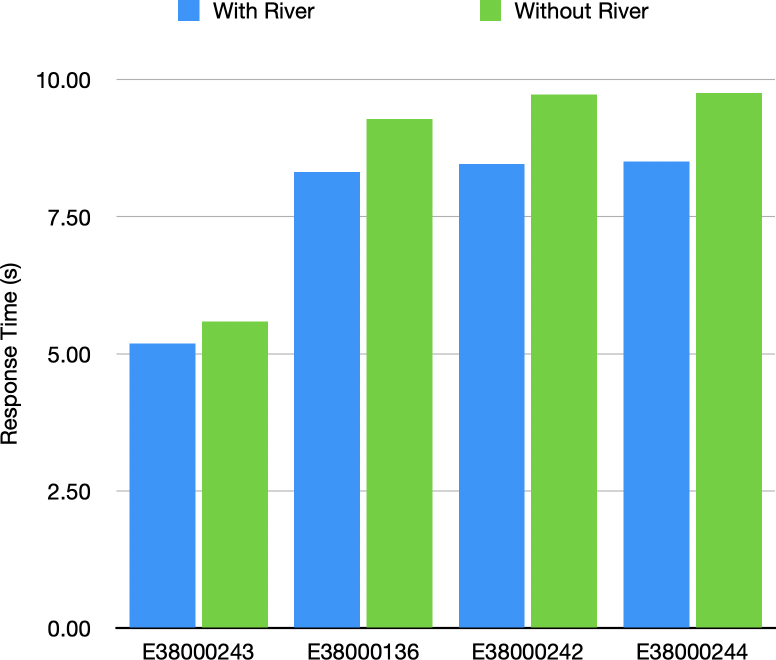 With River
Without River
10.00
7.50
5.00
2.50
0.00
Response Time (s)
E38000243
E38000136
E38000242
E38000244